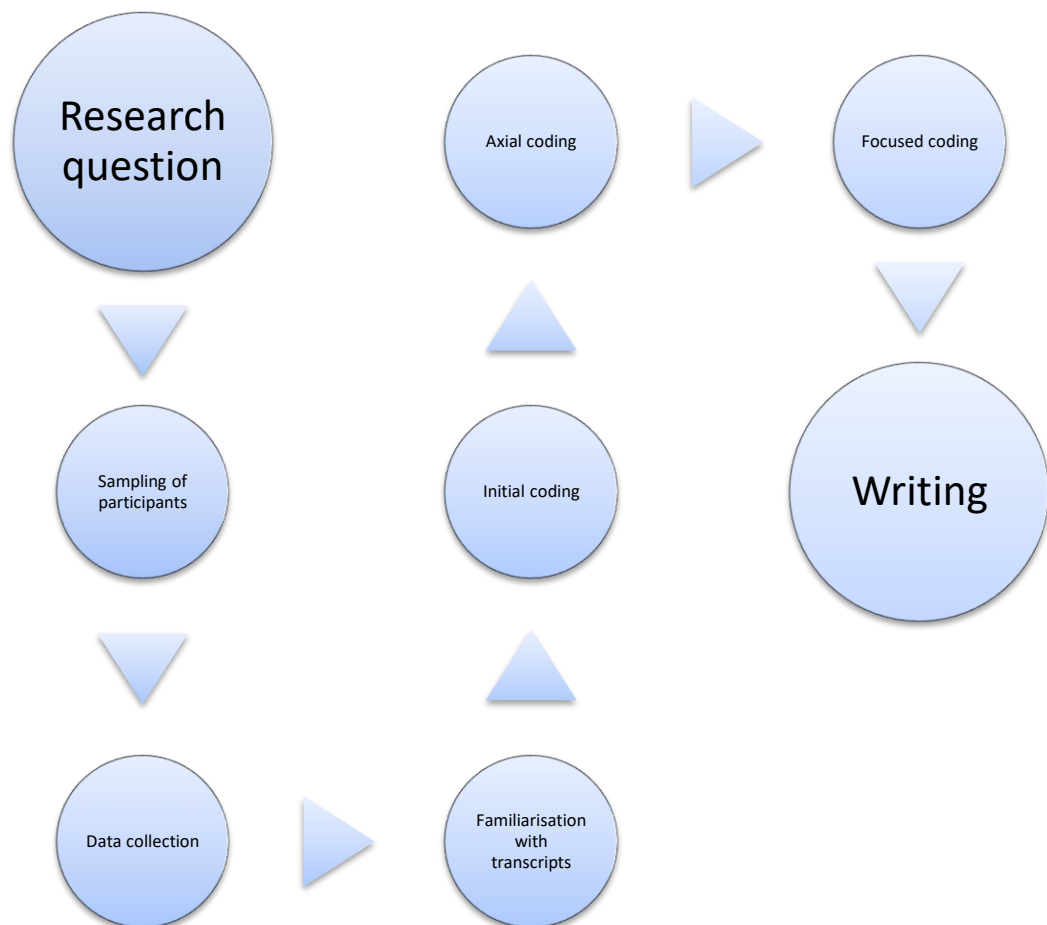 Research
question
Sampling of
participants
Data collection
Familiarisation
with
transcripts
Initial coding
Axial coding
Focused coding
Writing